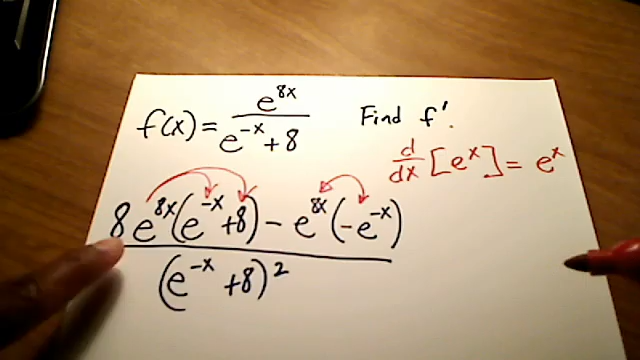 f(x) = e^{8x} / (e^{-x} + 8) Find f'.
d/dx [e^x] = e^x
8e^{8x}(e^{-x} + 8) - e^{8x}(-e^{-x})
(e^{-x} + 8)^2